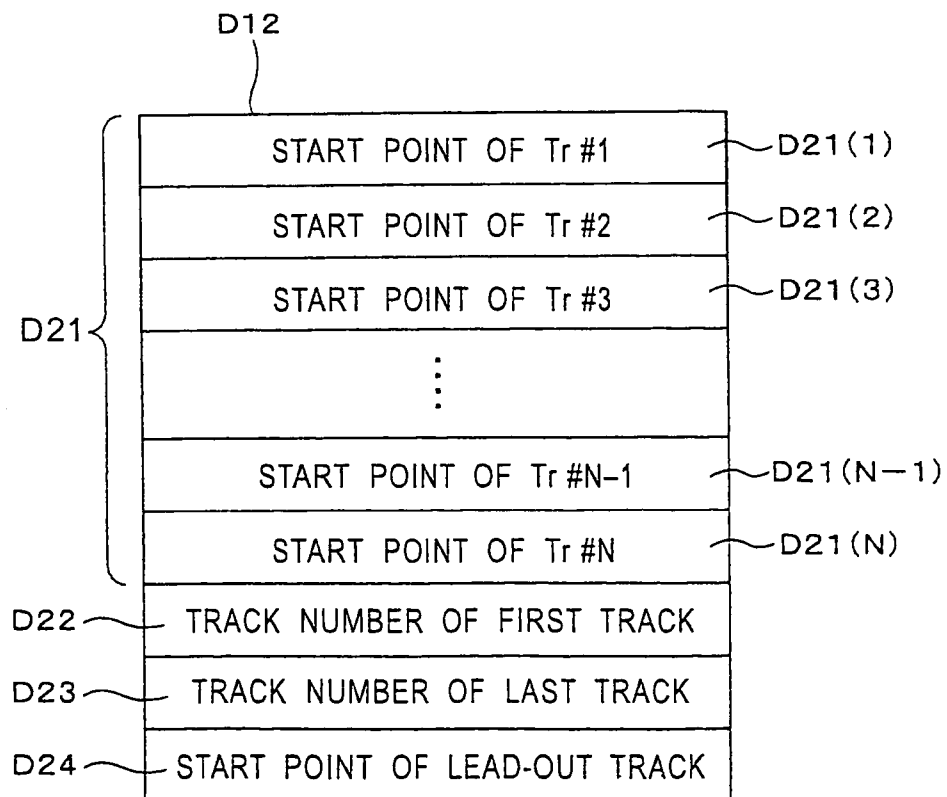 D12
START POINT OF Tr #1 D21(1)
START POINT OF Tr #2 D21(2)
START POINT OF Tr #3 D21(3)
D21
START POINT OF Tr #N–1 D21(N−1)
START POINT OF Tr #N D21(N)
D22 TRACK NUMBER OF FIRST TRACK
D23 TRACK NUMBER OF LAST TRACK
D24 START POINT OF LEAD-OUT TRACK